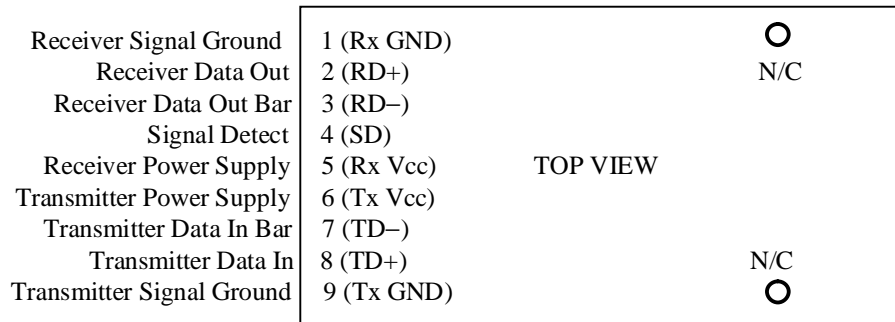 Receiver Signal Ground 1 (Rx GND)
Receiver Data Out 2 (RD+) N/C
Receiver Data Out Bar 3 (RD−)
Signal Detect 4 (SD)
Receiver Power Supply 5 (Rx Vcc) TOP VIEW
Transmitter Power Supply 6 (Tx Vcc)
Transmitter Data In Bar 7 (TD−)
Transmitter Data In 8 (TD+) N/C
Transmitter Signal Ground 9 (Tx GND)